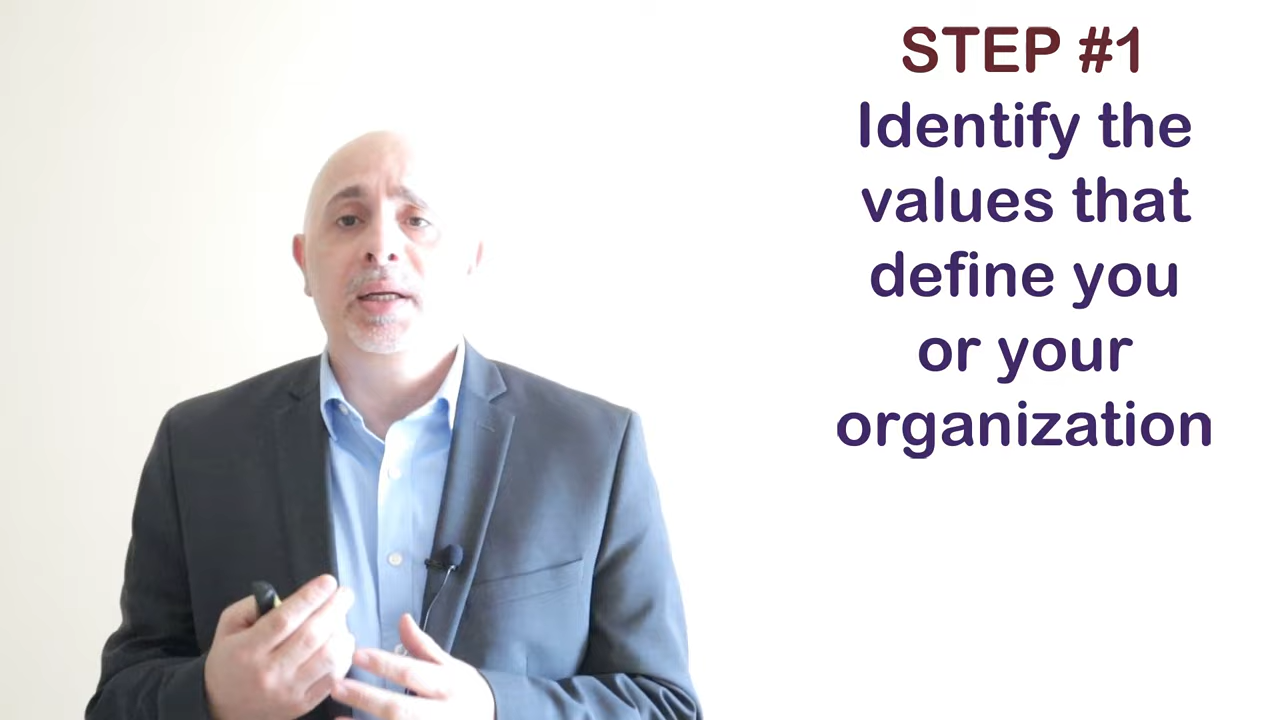 STEP #1
Identify the
values that
define you
or your
organization